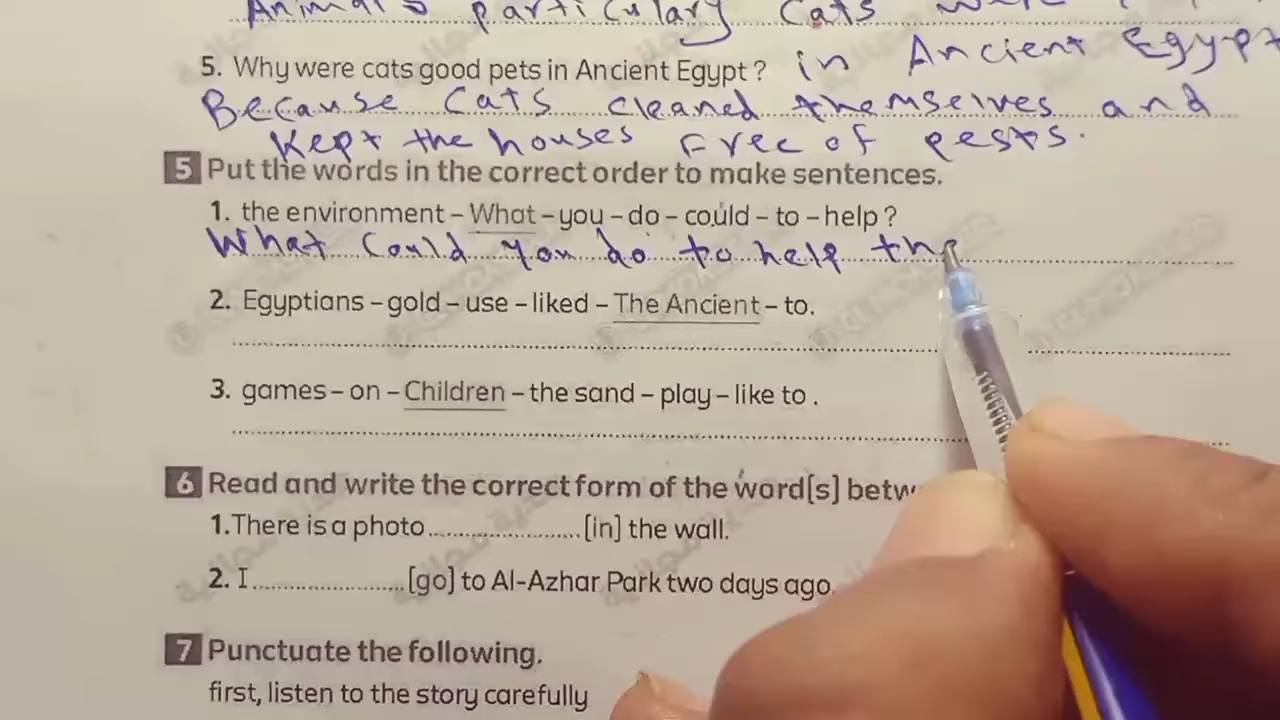 Animals particulary cats
5. Why were cats good pets in Ancient Egypt ? in Ancient Egypt
Because cats cleaned themselves and
Kept the houses free of pests.
5 Put the words in the correct order to make sentences.
1. the environment – What – you – do – could – to – help ?
What could you do to help the
2. Egyptians – gold – use – liked – The Ancient – to.
3. games – on – Children – the sand – play – like to .
6 Read and write the correct form of the word[s] betw
1. There is a photo [in] the wall.
2. I [go] to Al-Azhar Park two days ago.
7 Punctuate the following.
first, listen to the story carefully